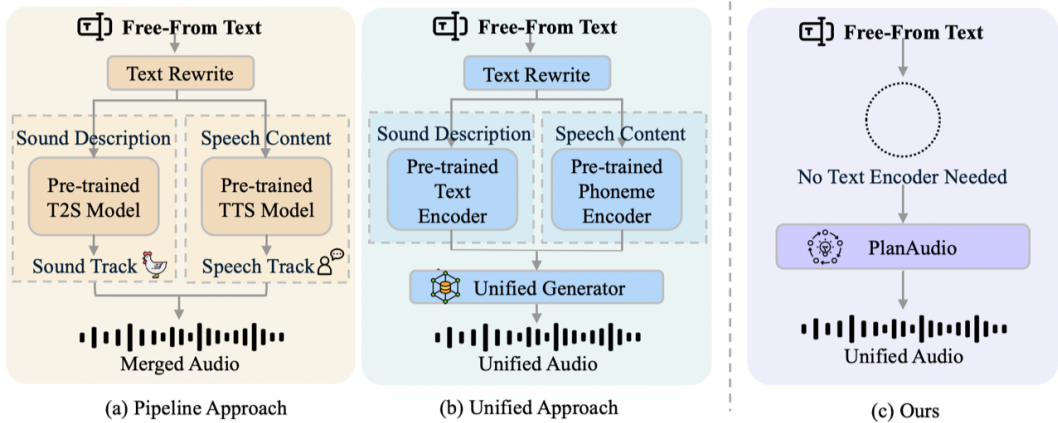 T Free-From Text
Text Rewrite
Sound Description
Speech Content
Pre-trained
T2S Model
Pre-trained
TTS Model
Sound Track
Speech Track
Merged Audio
(a) Pipeline Approach
T Free-From Text
Text Rewrite
Sound Description
Speech Content
Pre-trained
Text
Encoder
Pre-trained
Phoneme
Encoder
Unified Generator
Unified Audio
(b) Unified Approach
T Free-From Text
No Text Encoder Needed
PlanAudio
Unified Audio
(c) Ours